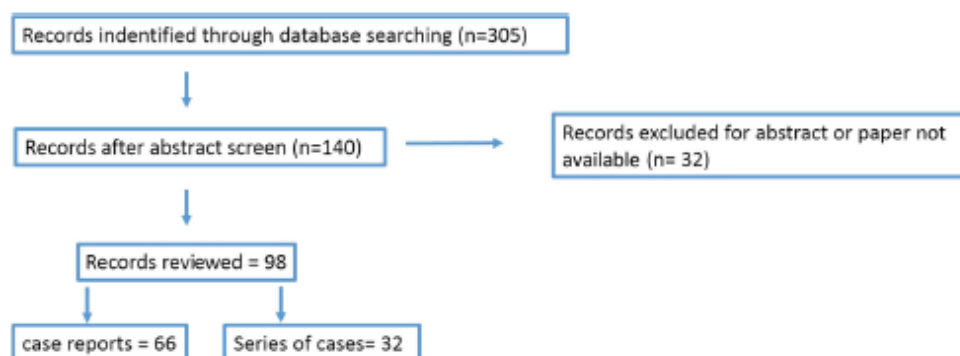 Records indentified through database searching (n=305)
Records after abstract screen (n=140)
Records excluded for abstract or paper not
available (n= 32)
Records reviewed = 98
case reports = 66
Series of cases= 32